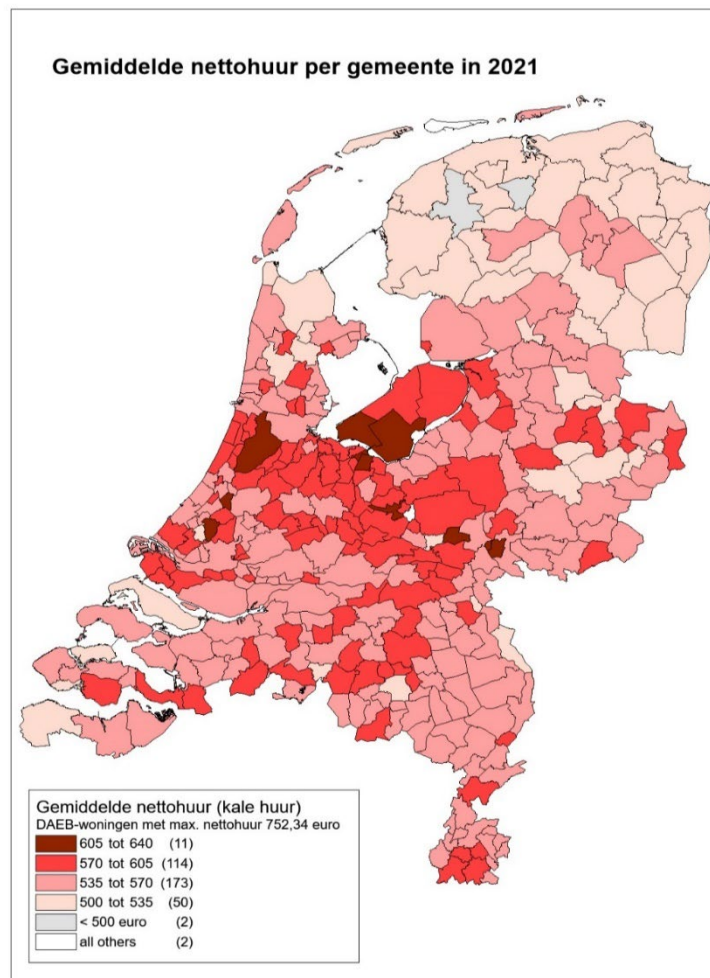 Gemiddelde nettohuur per gemeente in 2021
Gemiddelde nettohuur (kale huur)
DAEB-woningen met max. nettohuur 752,34 euro
605 tot 640 (11)
570 tot 605 (114)
535 tot 570 (173)
500 tot 535 (50)
< 500 euro (2)
all others (2)